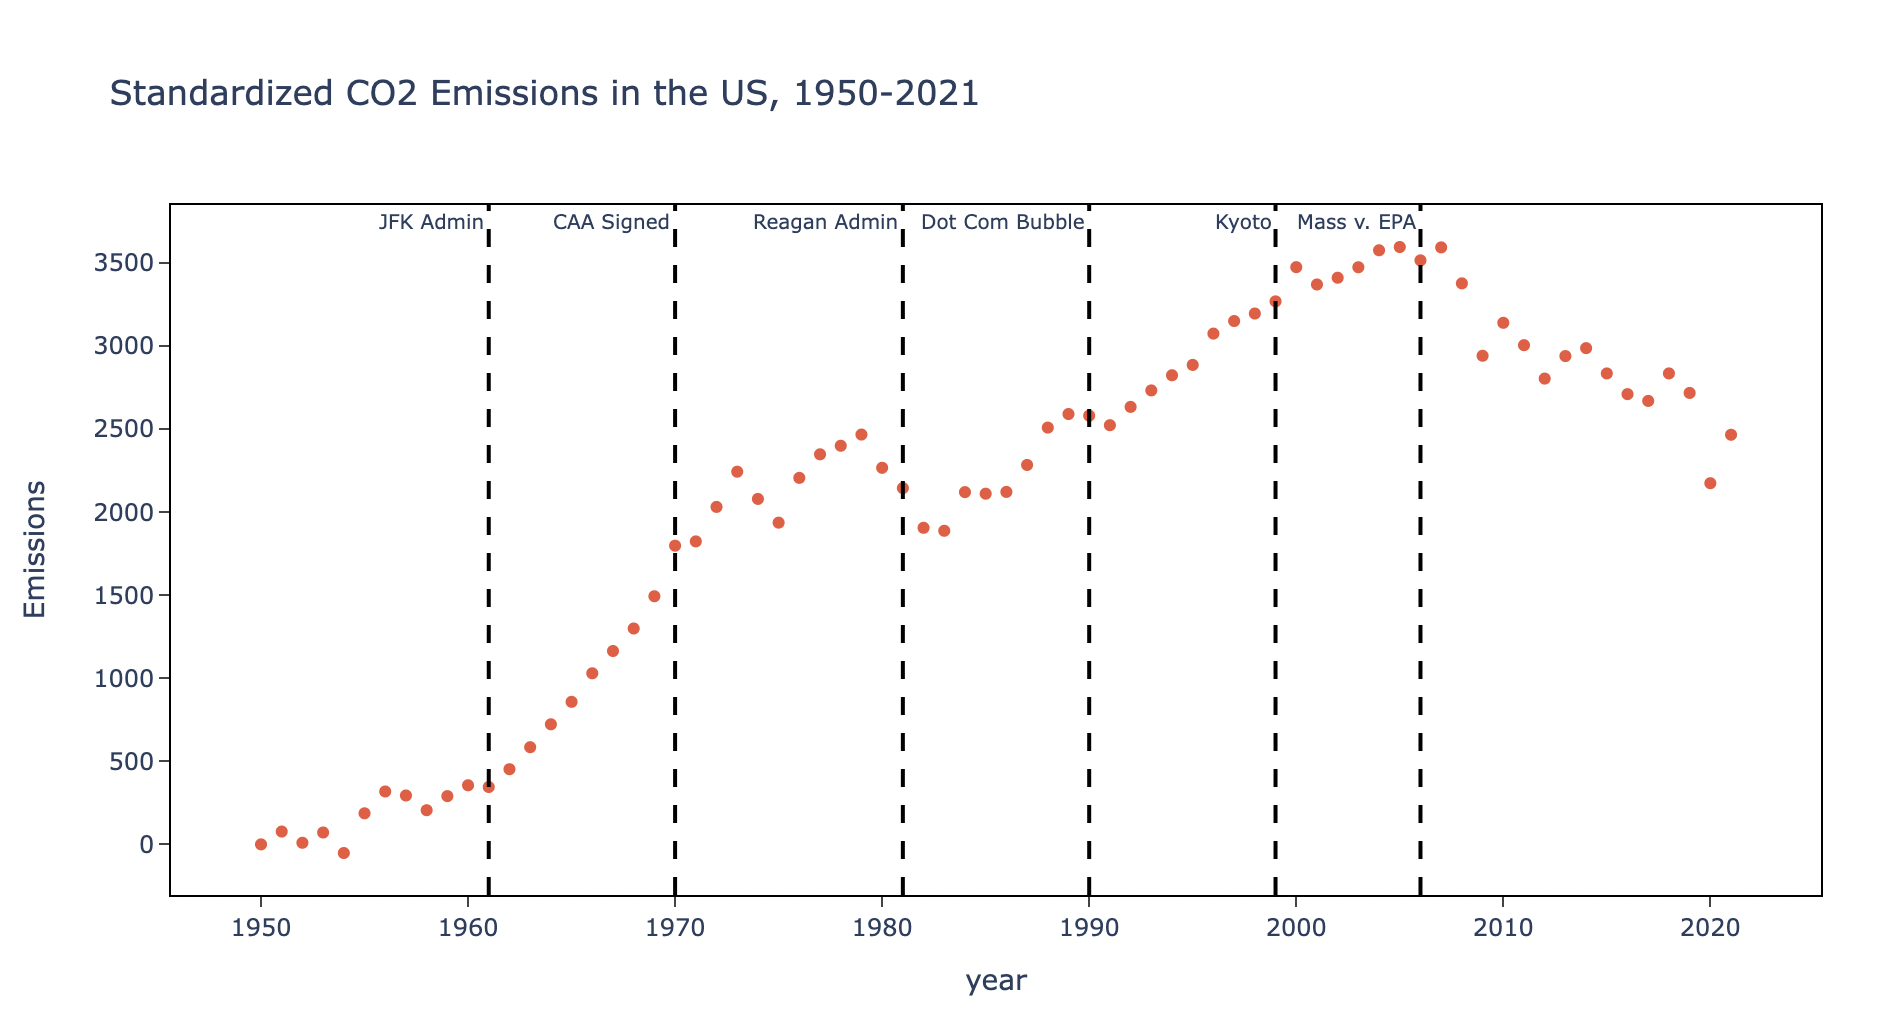 Standardized CO2 Emissions in the US, 1950-2021
JFK Admin
CAA Signed
Reagan Admin
Dot Com Bubble
Kyoto
Mass v. EPA
3500
3000
2500
2000
1500
1000
500
0
Emissions
1950
1960
1970
1980
1990
2000
2010
2020
year